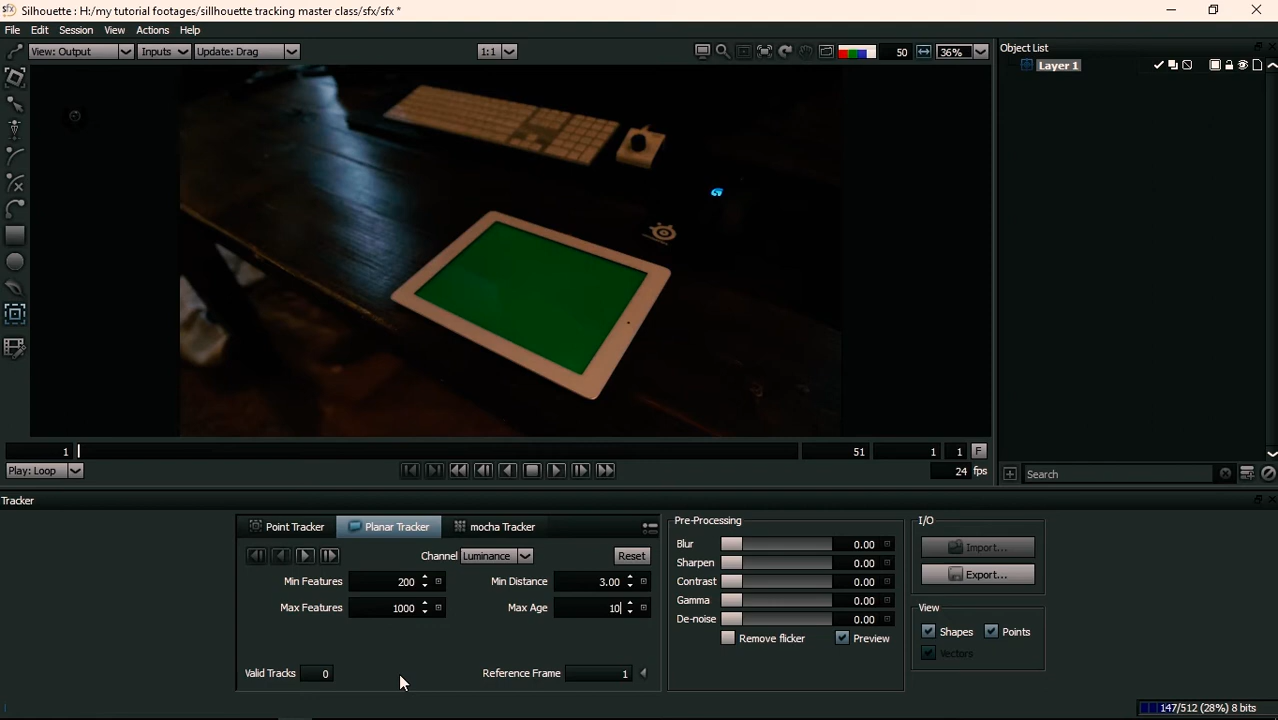 sfx Silhouette : H:/my tutorial footages/silhouette tracking master class/sfx/sfx *
File Edit Session View Actions Help
View: Output Inputs Update: Drag 1:1 50 36% Object List
Layer 1
1 51 1 1 F
Play: Loop 24 fps Search
Tracker
Point Tracker Planar Tracker mocha Tracker Pre-Processing I/O
Channel Luminance Reset Blur 0.00 Import...
Sharpen 0.00
Min Features 200 Min Distance 3.00 Contrast 0.00 Export...
Max Features 1000 Max Age 10 Gamma 0.00 View
De-noise 0.00
Remove flicker Preview Shapes Points
Vectors
Valid Tracks 0 Reference Frame 1
147/512 (28%) 8 bits